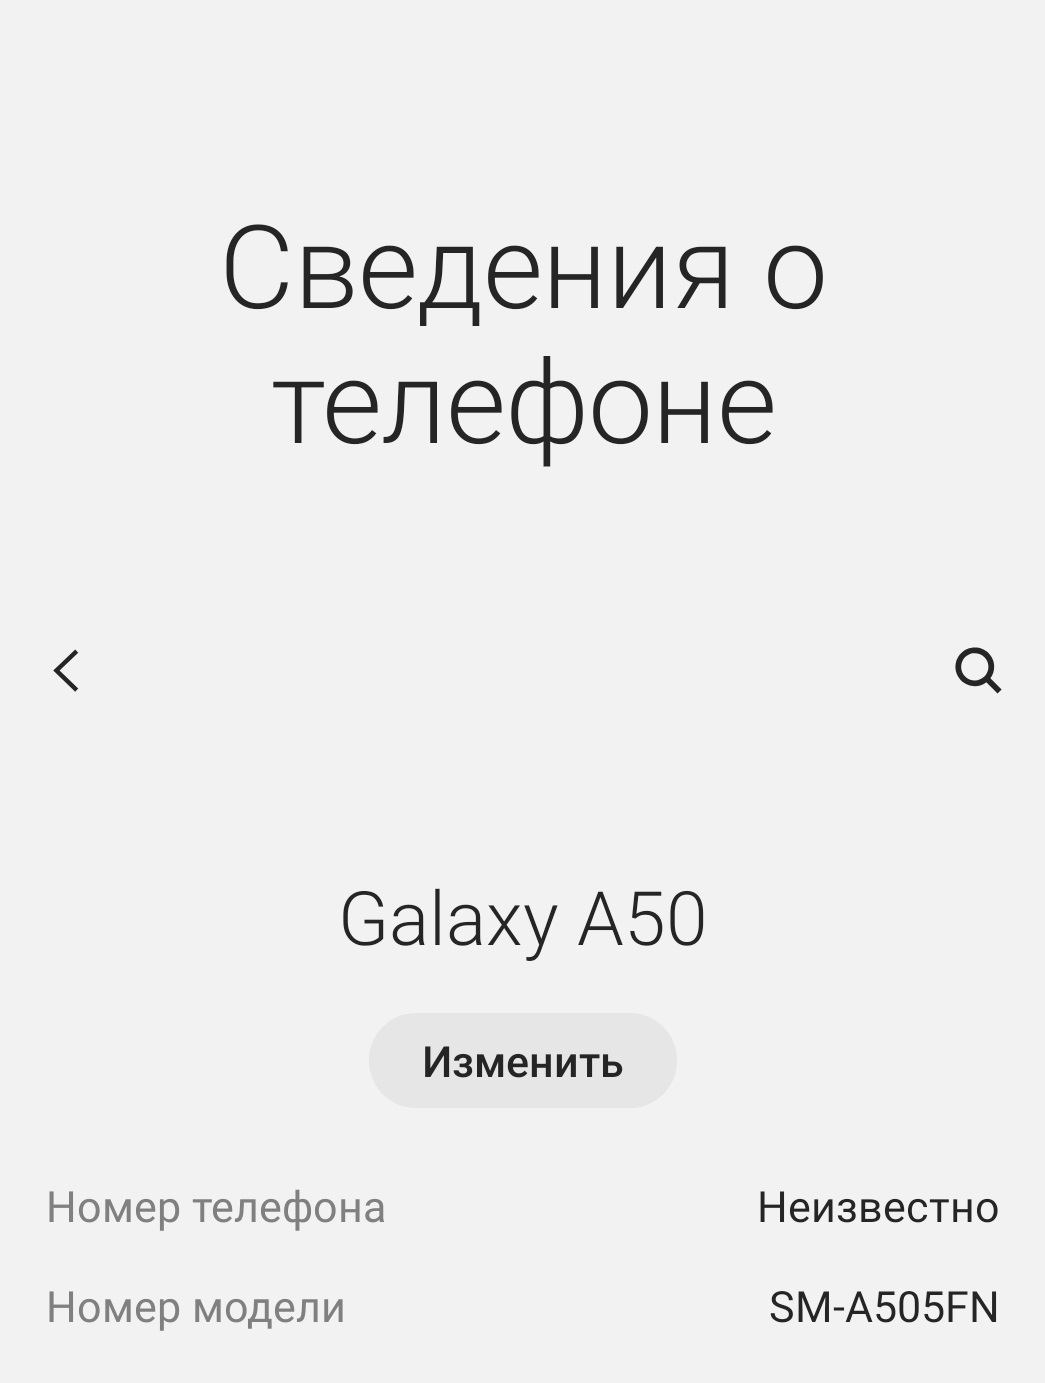 Сведения о
телефоне
Galaxy A50
Изменить
Номер телефона Неизвестно
Номер модели SM-A505FN